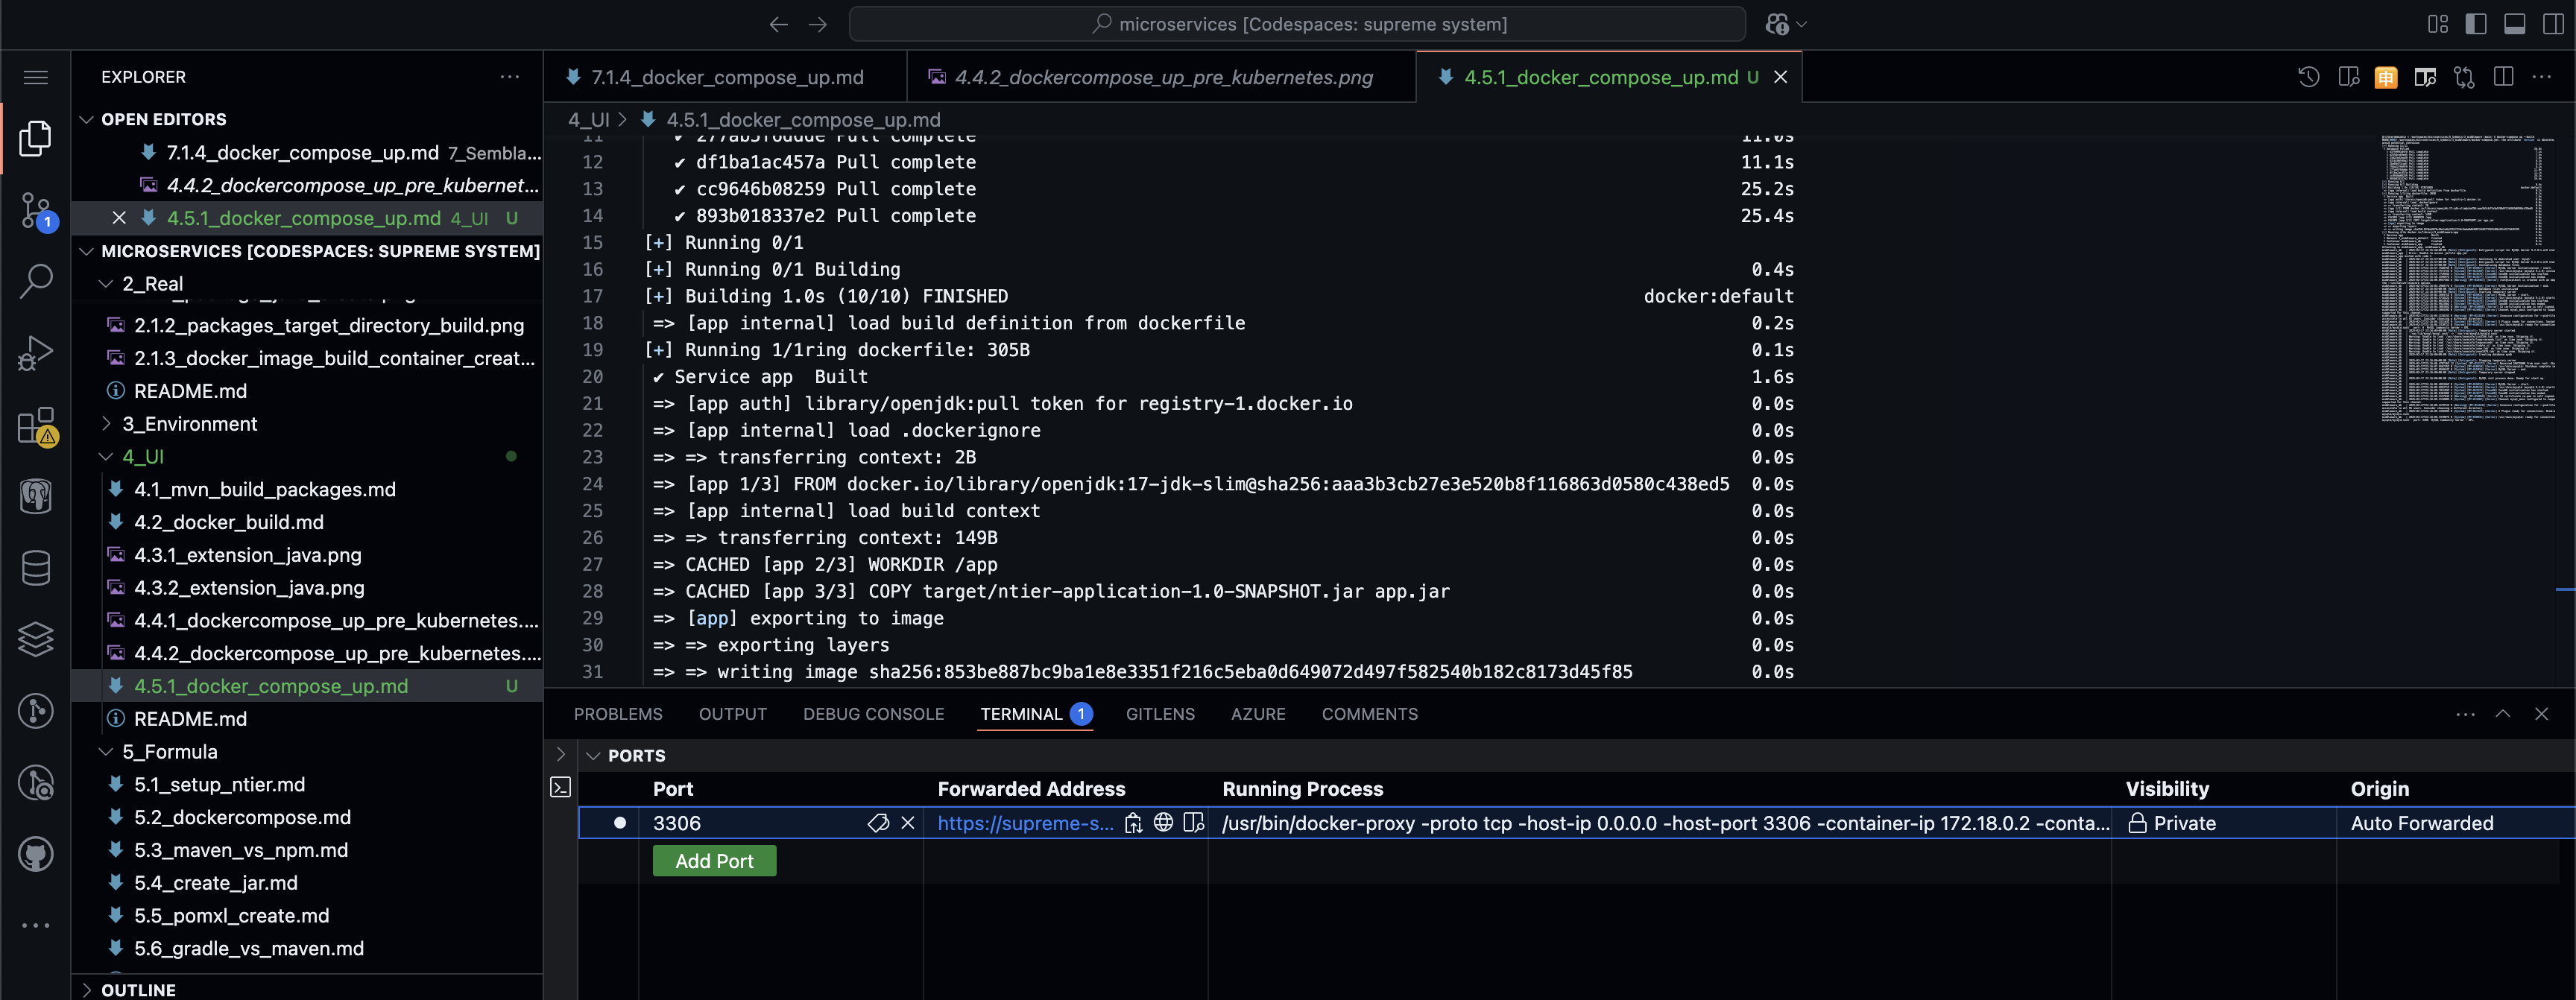 microservices [Codespaces: supreme system]
EXPLORER
OPEN EDITORS
7.1.4_docker_compose_up.md 7_Sembla...
4.4.2_dockercompose_up_pre_kubernet...
4.5.1_docker_compose_up.md 4_UI U
MICROSERVICES [CODESPACES: SUPREME SYSTEM]
2_Real
2.1.2_packages_target_directory_build.png
2.1.3_docker_image_build_container_creat...
README.md
3_Environment
4_UI
4.1_mvn_build_packages.md
4.2_docker_build.md
4.3.1_extension_java.png
4.3.2_extension_java.png
4.4.1_dockercompose_up_pre_kubernetes....
4.4.2_dockercompose_up_pre_kubernetes....
4.5.1_docker_compose_up.md U
README.md
5_Formula
5.1_setup_ntier.md
5.2_dockercompose.md
5.3_maven_vs_npm.md
5.4_create_jar.md
5.5_pomxl_create.md
5.6_gradle_vs_maven.md
OUTLINE
1
7.1.4_docker_compose_up.md
4.4.2_dockercompose_up_pre_kubernetes.png
4.5.1_docker_compose_up.md U
申
4_UI > 4.5.1_docker_compose_up.md
11 Pull complete 11.0s
12 ✔ df1ba1ac457a Pull complete 11.1s
13 ✔ cc9646b08259 Pull complete 25.2s
14 ✔ 893b018337e2 Pull complete 25.4s
15 [+] Running 0/1
16 [+] Running 0/1 Building 0.4s
17 [+] Building 1.0s (10/10) FINISHED docker:default
18 => [app internal] load build definition from dockerfile 0.2s
19 [+] Running 1/1ring dockerfile: 305B 0.1s
20 ✔ Service app  Built 1.6s
21 => [app auth] library/openjdk:pull token for registry-1.docker.io 0.0s
22 => [app internal] load .dockerignore 0.0s
23 => => transferring context: 2B 0.0s
24 => [app 1/3] FROM docker.io/library/openjdk:17-jdk-slim@sha256:aaa3b3cb27e3e520b8f116863d0580c438ed5 0.0s
25 => [app internal] load build context 0.0s
26 => => transferring context: 149B 0.0s
27 => CACHED [app 2/3] WORKDIR /app 0.0s
28 => CACHED [app 3/3] COPY target/ntier-application-1.0-SNAPSHOT.jar app.jar 0.0s
29 => [app] exporting to image 0.0s
30 => => exporting layers 0.0s
31 => => writing image sha256:853be887bc9ba1e8e3351f216c5eba0d649072d497f582540b182c8173d45f85 0.0s
PROBLEMS OUTPUT DEBUG CONSOLE TERMINAL 1 GITLENS AZURE COMMENTS
PORTS
Port Forwarded Address Running Process Visibility Origin
3306 https://supreme-s... /usr/bin/docker-proxy -proto tcp -host-ip 0.0.0.0 -host-port 3306 -container-ip 172.18.0.2 -conta... Private Auto Forwarded
Add Port